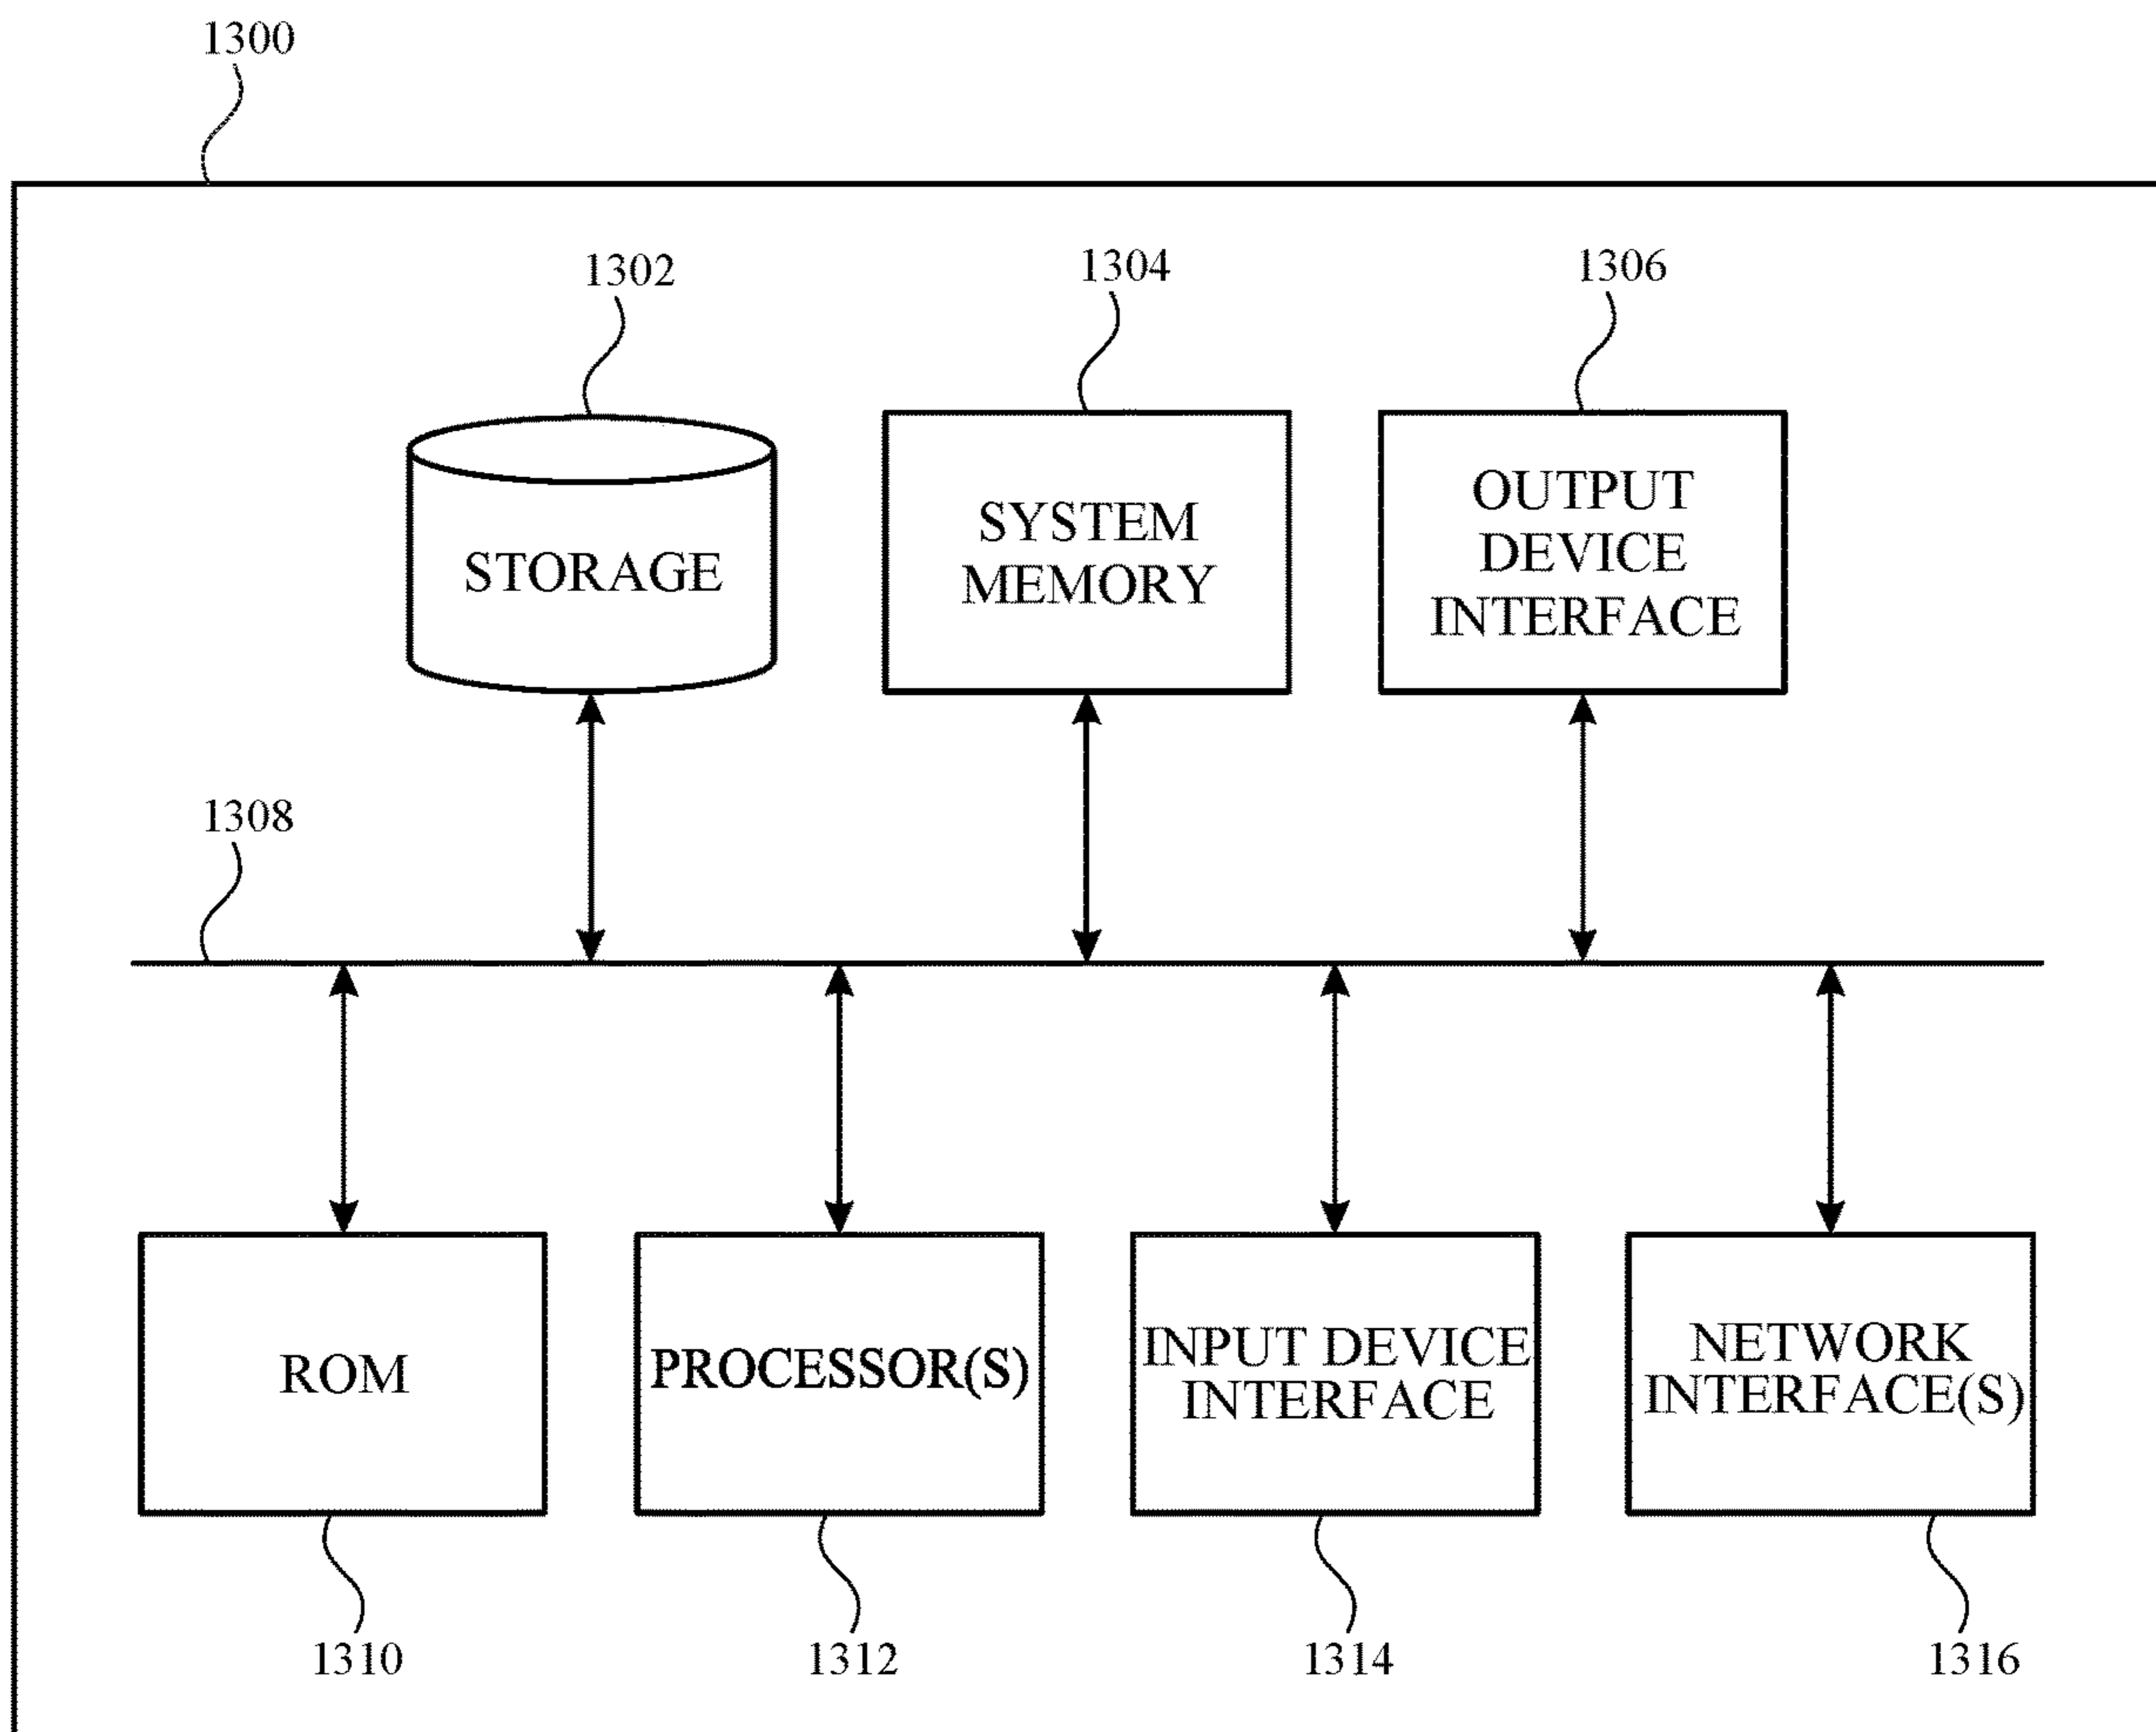 1300
1302
1304
1306
STORAGE
SYSTEM
MEMORY
OUTPUT
DEVICE
INTERFACE
1308
ROM
PROCESSOR(S)
INPUT DEVICE
INTERFACE
NETWORK
INTERFACE(S)
1310
1312
1314
1316